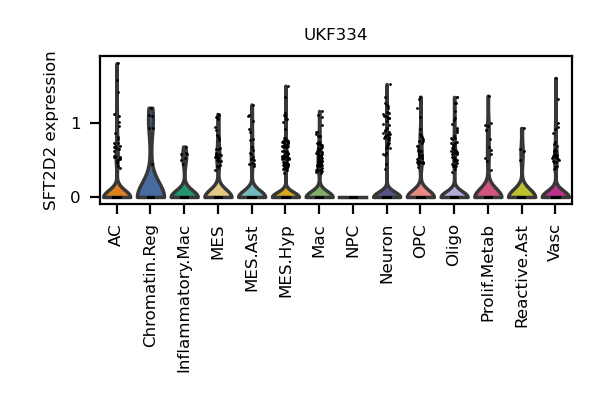 UKF334
SFT2D2 expression
1
0
AC
Chromatin.Reg
Inflammatory.Mac
MES
MES.Ast
MES.Hyp
Mac
NPC
Neuron
OPC
Oligo
Prolif.Metab
Reactive.Ast
Vasc